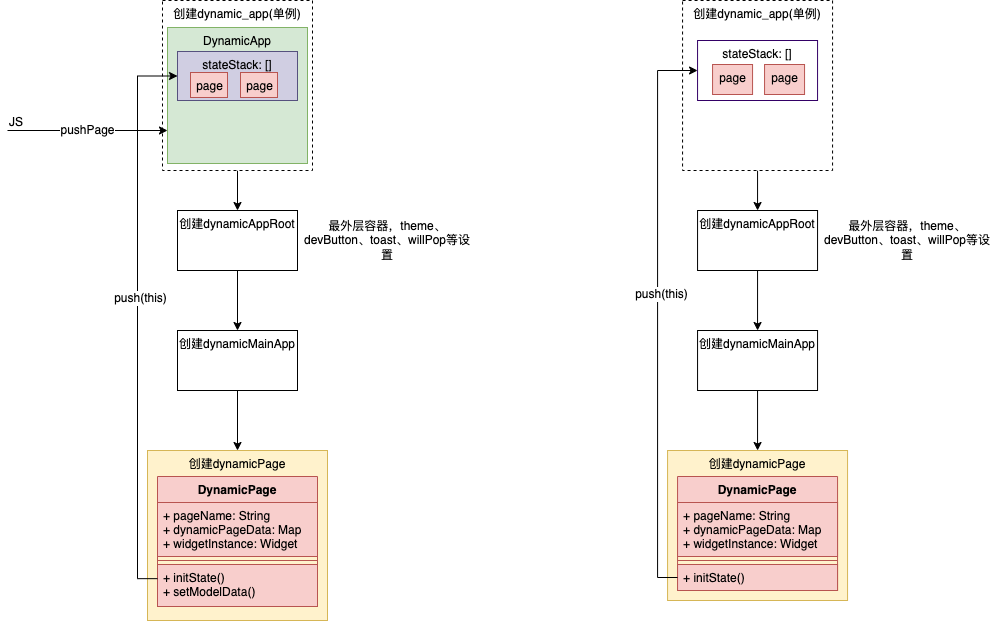 创建dynamic_app(单例)
DynamicApp
stateStack: []
page
page
JS
pushPage
创建dynamicAppRoot
最外层容器，theme、
devButton、toast、willPop等设
置
push(this)
创建dynamicMainApp
创建dynamicPage
DynamicPage
+ pageName: String
+ dynamicPageData: Map
+ widgetInstance: Widget
+ initState()
+ setModelData()
创建dynamic_app(单例)
stateStack: []
page
page
创建dynamicAppRoot
最外层容器，theme、
devButton、toast、willPop等设
置
push(this)
创建dynamicMainApp
创建dynamicPage
DynamicPage
+ pageName: String
+ dynamicPageData: Map
+ widgetInstance: Widget
+ initState()